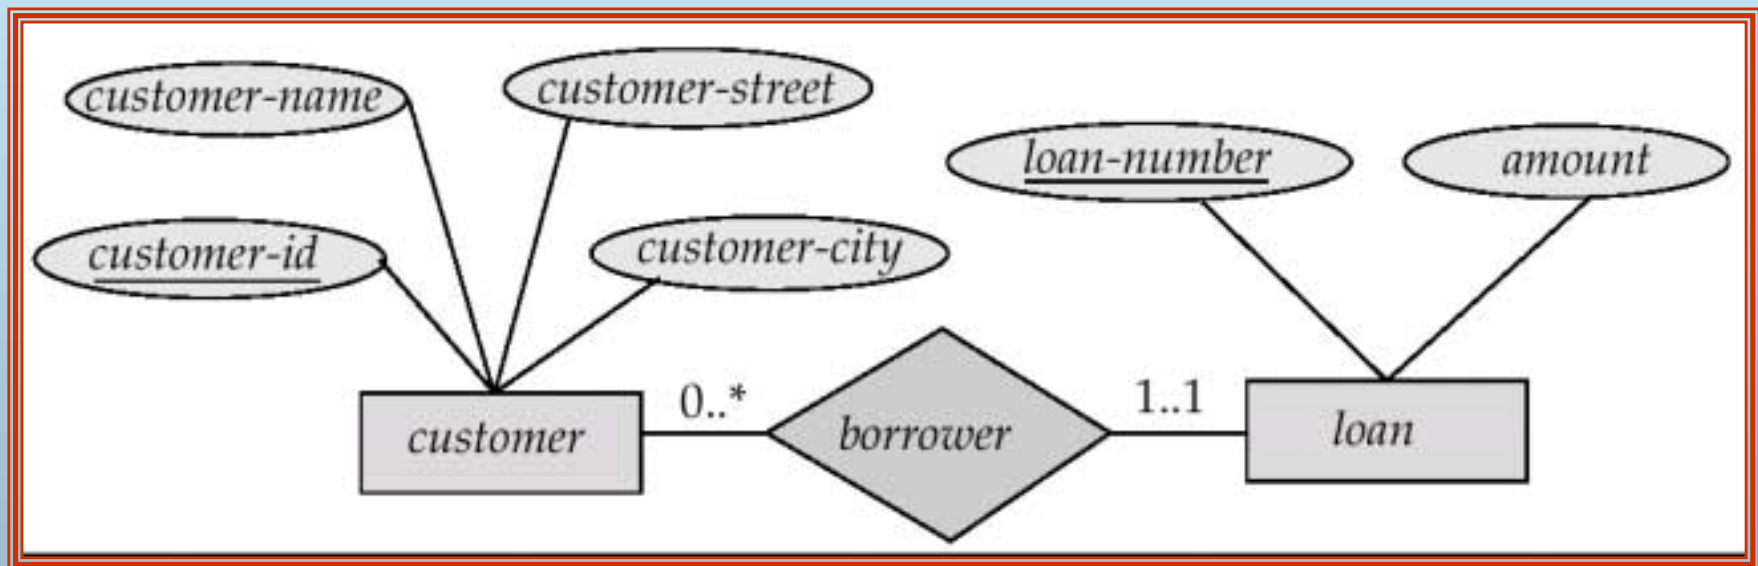 customer-name
customer-street
loan-number
amount
customer-id
customer-city
0..*
1..1
customer
borrower
loan